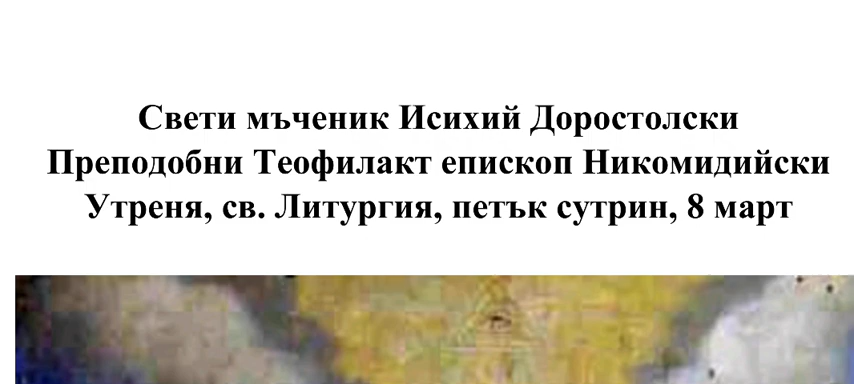 Свети мъченик Исихий Доростолски
Преподобни Теофилакт епископ Никомидийски
Утреня, св. Литургия, петък сутрин, 8 март